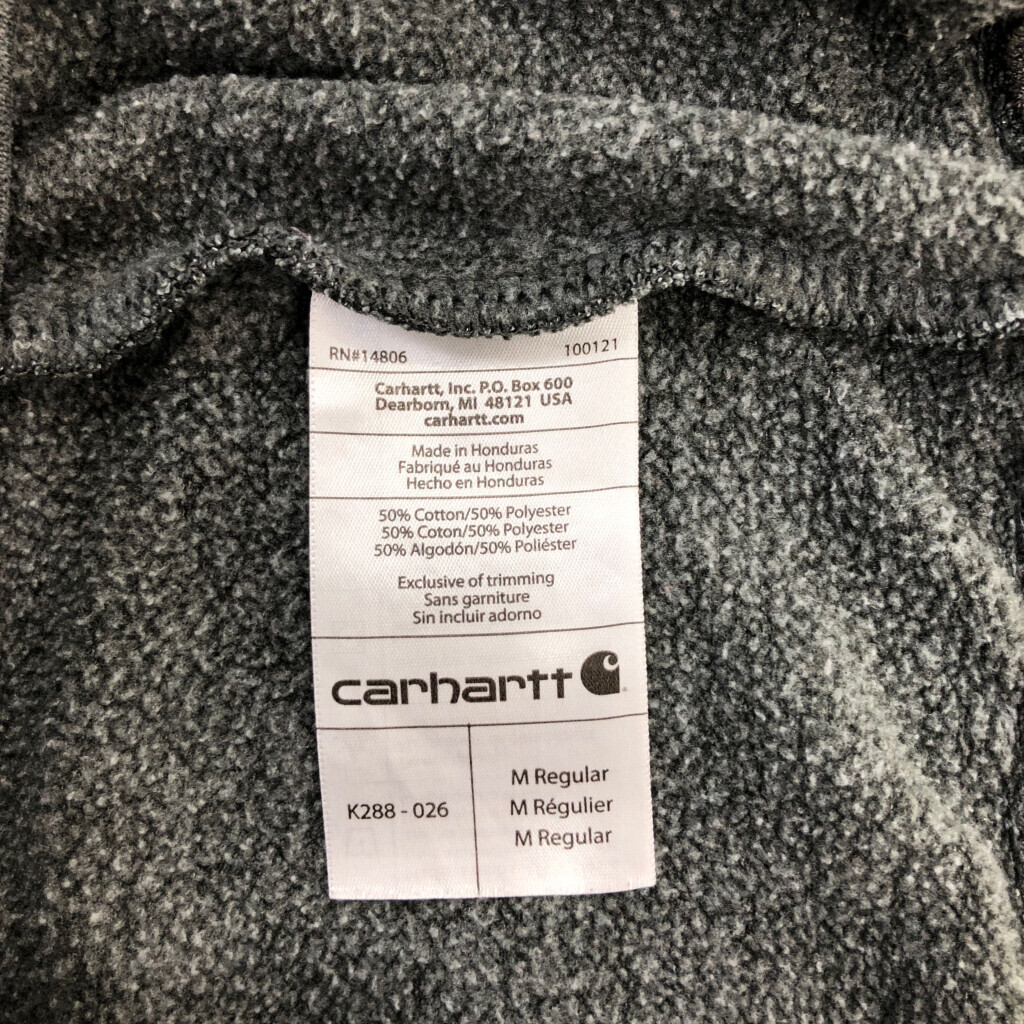 RN#14806 100121
Carhartt, Inc. P.O. Box 600
Dearborn, MI 48121 USA
carhartt.com
Made in Honduras
Fabriqué au Honduras
Hecho en Honduras
50% Cotton/50% Polyester
50% Coton/50% Polyester
50% Algodón/50% Poliéster
Exclusive of trimming
Sans garniture
Sin incluir adorno
carhartt
K288 - 026
M Regular
M Régulier
M Regular